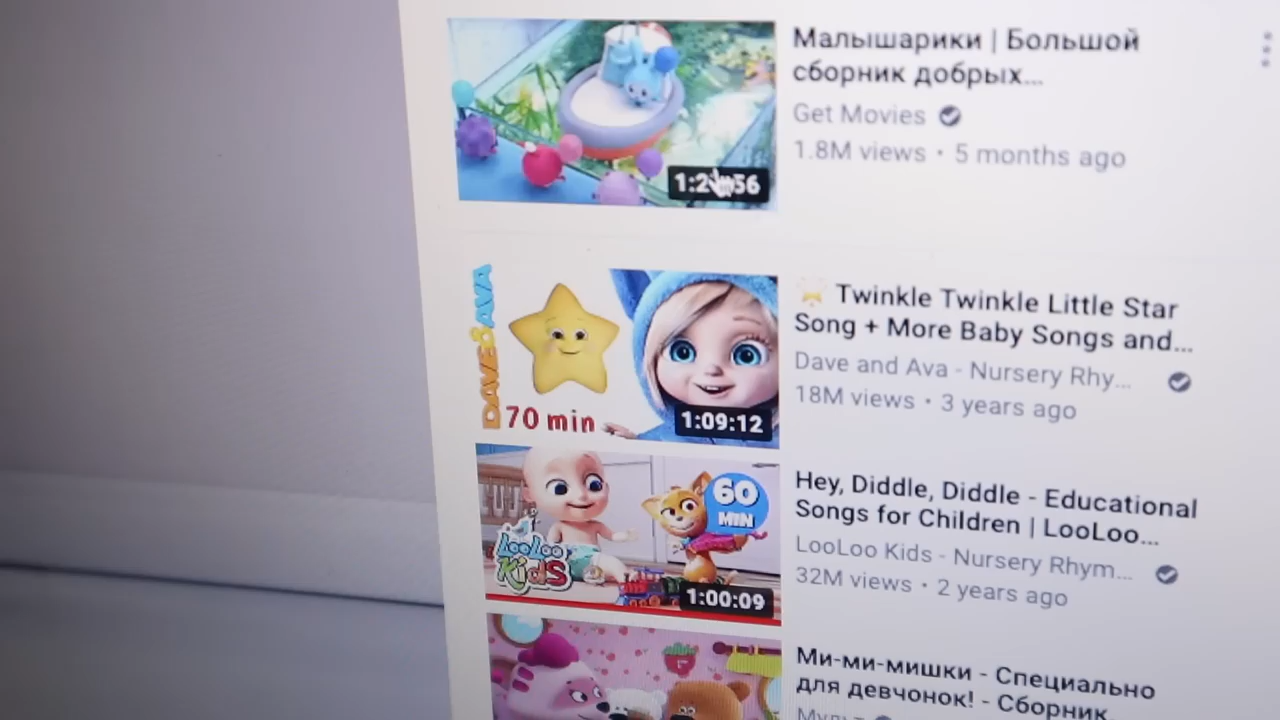 Малышарики | Большой
сборник добрых...
Get Movies
1.8M views • 5 months ago
DAVE & AVA
70 min
1:09:12
Twinkle Twinkle Little Star
Song + More Baby Songs and...
Dave and Ava - Nursery Rhy...
18M views • 3 years ago
60
MIN
LooLoo
KiDS
1:00:09
Hey, Diddle, Diddle - Educational
Songs for Children | LooLoo...
LooLoo Kids - Nursery Rhym...
32M views • 2 years ago
Ми-ми-мишки - Специально
для девчонок! - Сборник